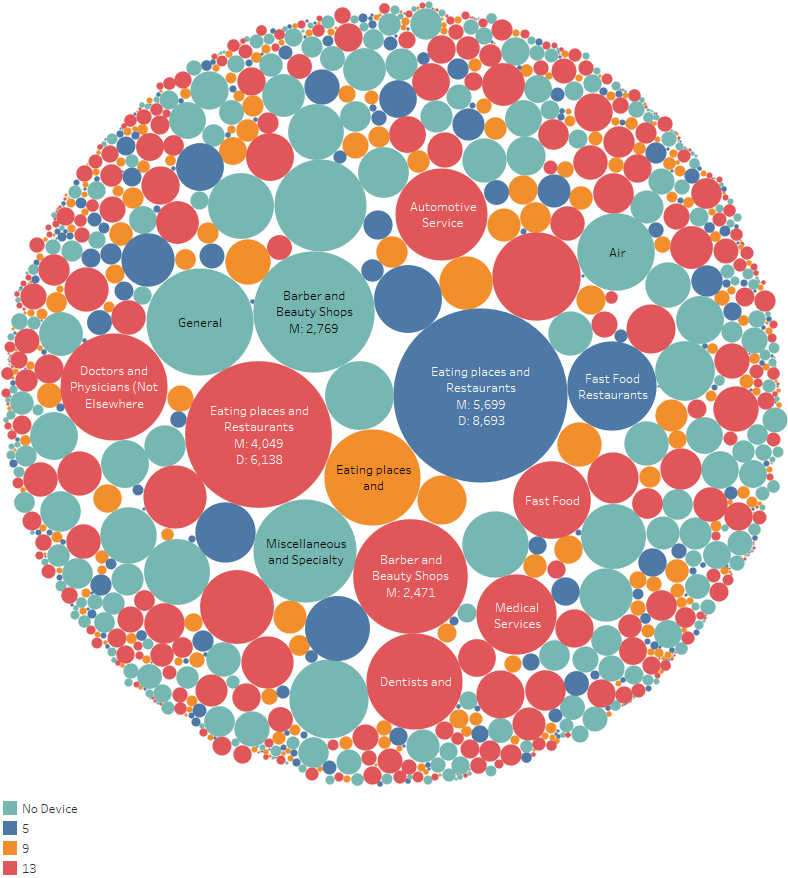 Automotive
Service
Air
Barber and
Beauty Shops
M: 2,769
General
Eating places and
Restaurants
M: 5,699
D: 8,693
Fast Food
Restaurants
Doctors and
Physicians (Not
Elsewhere
Eating places and
Restaurants
M: 4,049
D: 6,138
Eating places
and
Fast Food
Miscellaneous
and Specialty
Barber and
Beauty Shops
M: 2,471
Medical
Services
Dentists and
No Device
5
9
13